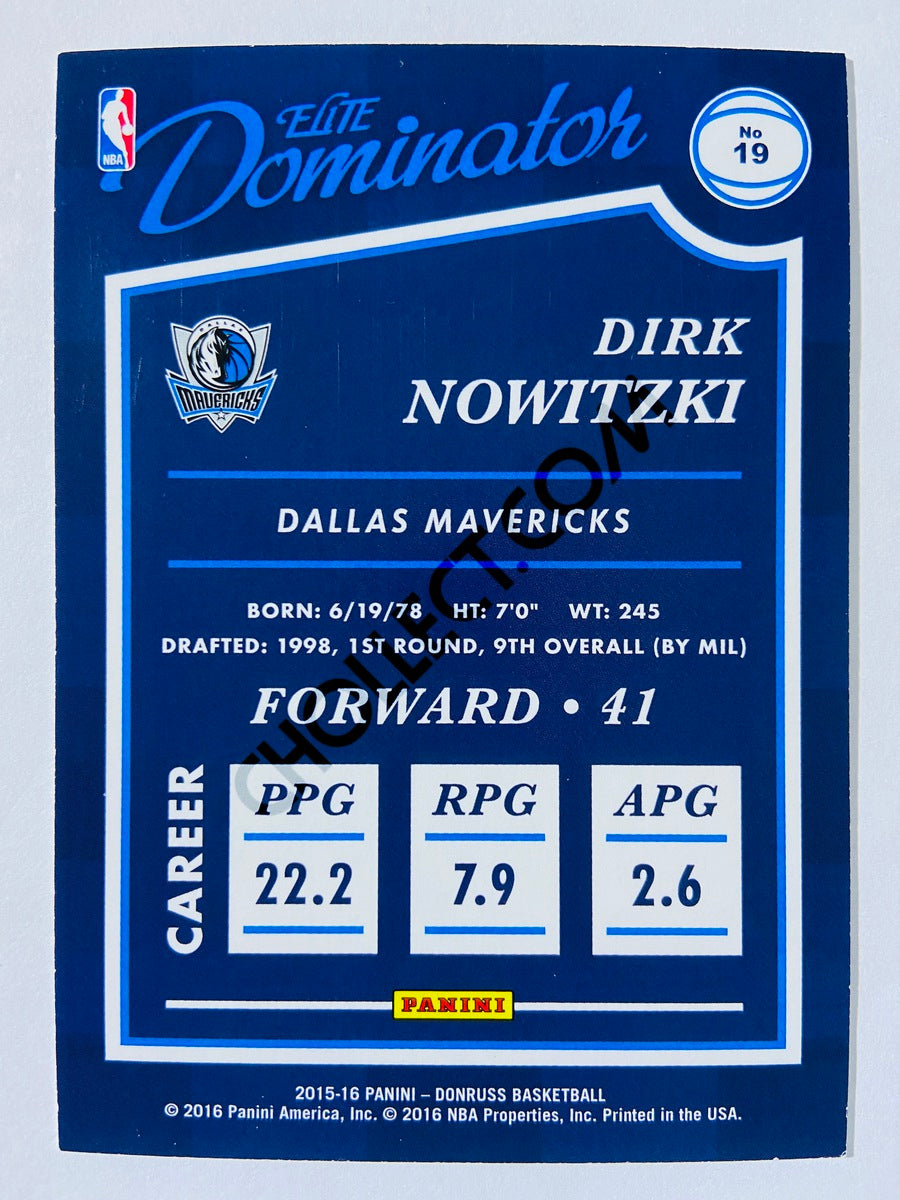 ELITE
Dominator
NBA
No
19
DALLAS
MAVERICKS
DIRK
NOWITZKI
DALLAS MAVERICKS
BORN: 6/19/78 HT: 7'0" WT: 245
DRAFTED: 1998, 1ST ROUND, 9TH OVERALL (BY MIL)
FORWARD • 41
CAREER
PPG
22.2
RPG
7.9
APG
2.6
PANINI
2015-16 PANINI – DONRUSS BASKETBALL
© 2016 Panini America, Inc. © 2016 NBA Properties, Inc. Printed in the USA.
CHOLLECT.COM